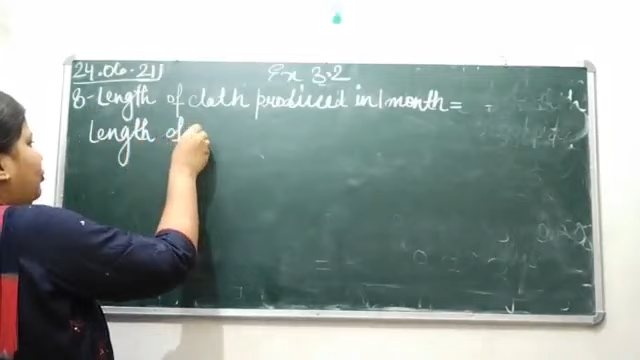 24.06.21 Ex 3.2
8- Length of cloth produced in 1 month =
Length of